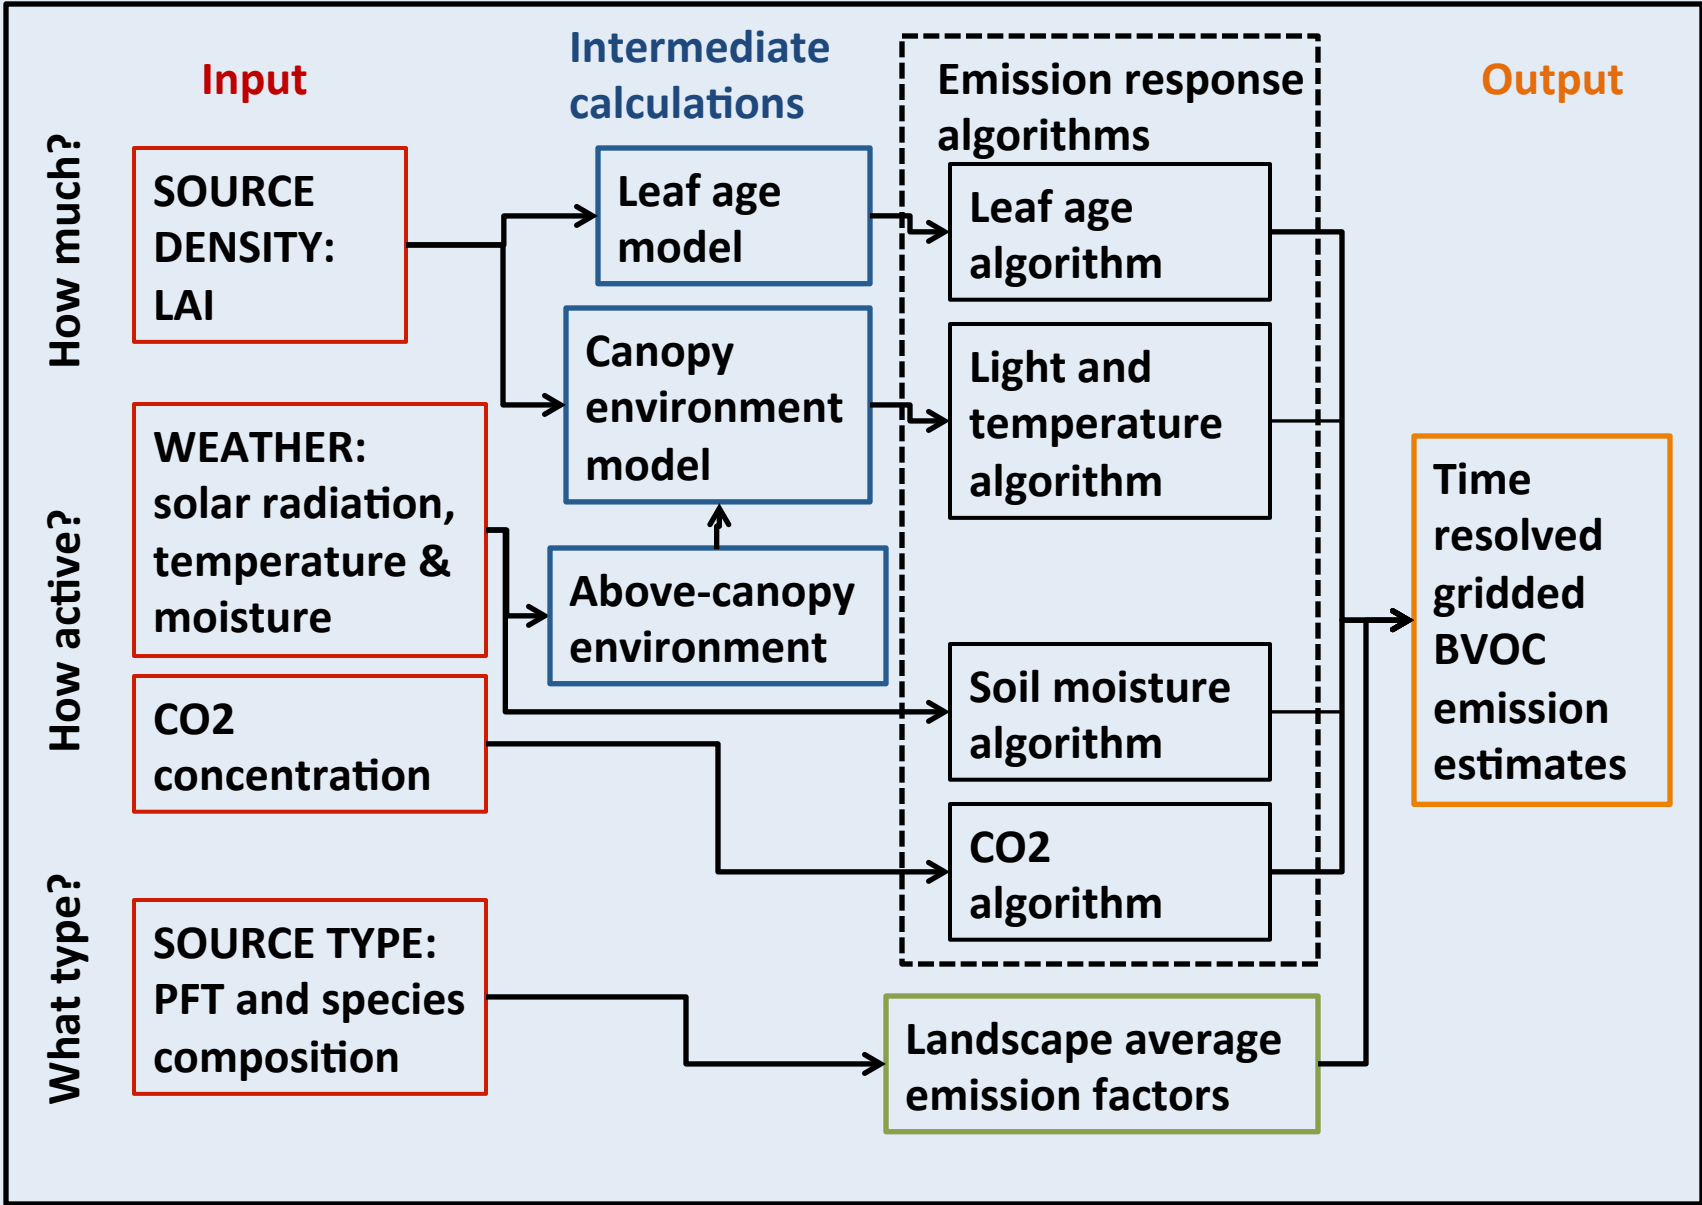 Input
Intermediate
calculations
Emission response
algorithms
Output
How much?
SOURCE
DENSITY:
LAI
Leaf age
model
Leaf age
algorithm
Canopy
environment
model
Light and
temperature
algorithm
How active?
WEATHER:
solar radiation,
temperature &
moisture
Above-canopy
environment
Soil moisture
algorithm
CO2
concentration
CO2
algorithm
Time
resolved
gridded
BVOC
emission
estimates
What type?
SOURCE TYPE:
PFT and species
composition
Landscape average
emission factors